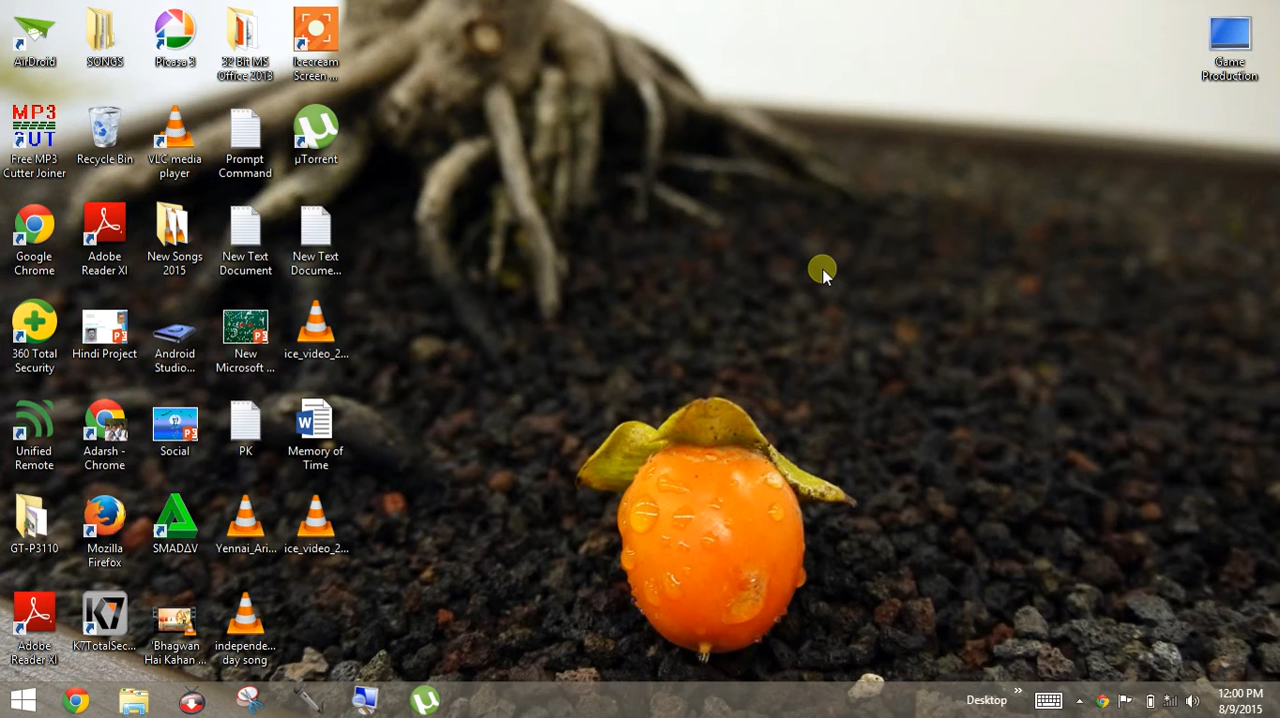 AirDroid
SONGS
Picasa 3
32 Bit MS
Office 2013
Icecream
Screen ...
Game
Production
MP3
CUT
Free MP3
Cutter Joiner
Recycle Bin
VLC media
player
Prompt
Command
µTorrent
Google
Chrome
Adobe
Reader XI
New Songs
2015
New Text
Document
New Text
Docume...
360 Total
Security
Hindi Project
Android
Studio...
New
Microsoft ...
ice_video_2...
Unified
Remote
Adarsh -
Chrome
Social
PK
Memory of
Time
GT-P3110
Mozilla
Firefox
SMADΔV
Yennai_Ari...
ice_video_2...
Adobe
Reader XI
K7
K7TotalSec...
'Bhagwan
Hai Kahan ...
independe...
day song
Desktop
12:00 PM
8/9/2015